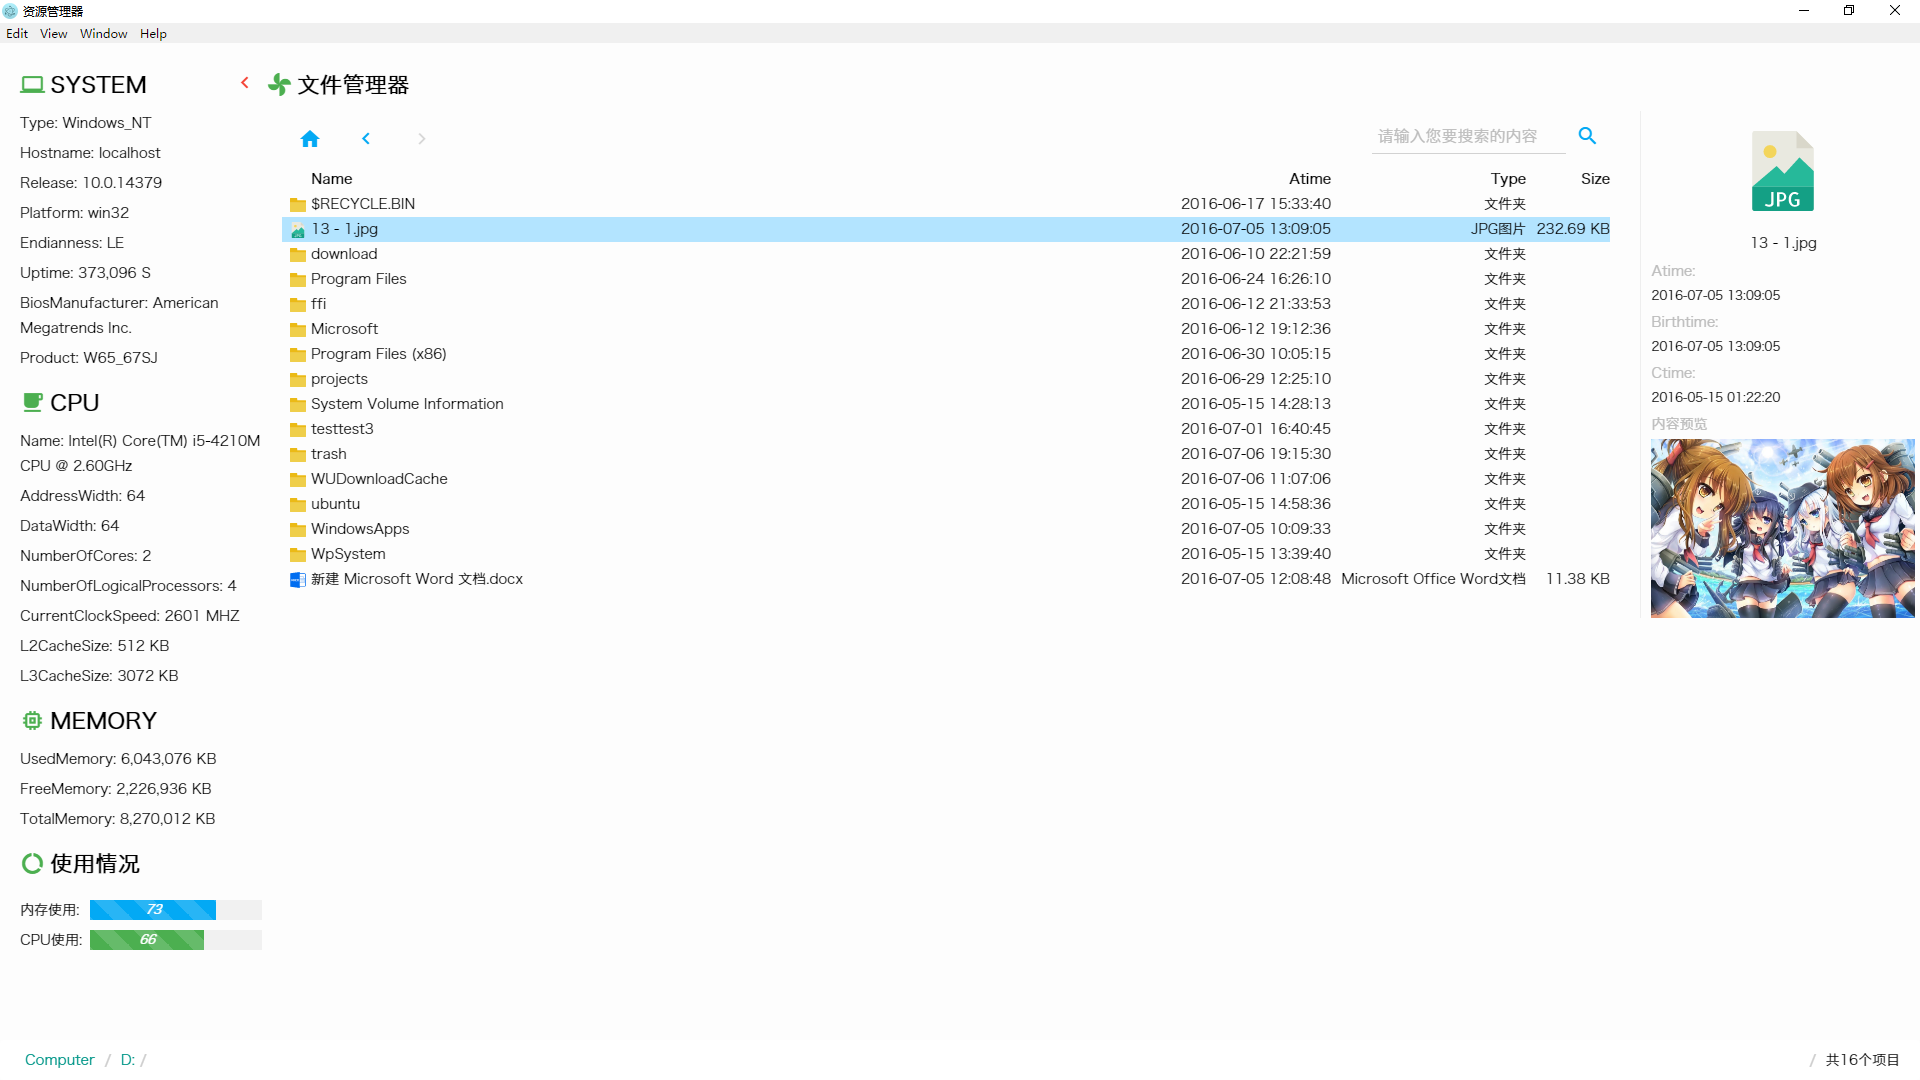 资源管理器
Edit View Window Help
SYSTEM
Type: Windows_NT
Hostname: localhost
Release: 10.0.14379
Platform: win32
Endianness: LE
Uptime: 373,096 S
BiosManufacturer: American
Megatrends Inc.
Product: W65_67SJ
CPU
Name: Intel(R) Core(TM) i5-4210M
CPU @ 2.60GHz
AddressWidth: 64
DataWidth: 64
NumberOfCores: 2
NumberOfLogicalProcessors: 4
CurrentClockSpeed: 2601 MHZ
L2CacheSize: 512 KB
L3CacheSize: 3072 KB
MEMORY
UsedMemory: 6,043,076 KB
FreeMemory: 2,226,936 KB
TotalMemory: 8,270,012 KB
使用情况
内存使用: 73
CPU使用: 66
文件管理器
请输入您要搜索的内容
Name Atime Type Size
$RECYCLE.BIN 2016-06-17 15:33:40 文件夹
13 - 1.jpg 2016-07-05 13:09:05 JPG图片 232.69 KB
download 2016-06-10 22:21:59 文件夹
Program Files 2016-06-24 16:26:10 文件夹
ffi 2016-06-12 21:33:53 文件夹
Microsoft 2016-06-12 19:12:36 文件夹
Program Files (x86) 2016-06-30 10:05:15 文件夹
projects 2016-06-29 12:25:10 文件夹
System Volume Information 2016-05-15 14:28:13 文件夹
testtest3 2016-07-01 16:40:45 文件夹
trash 2016-07-06 19:15:30 文件夹
WUDownloadCache 2016-07-06 11:07:06 文件夹
ubuntu 2016-05-15 14:58:36 文件夹
WindowsApps 2016-07-05 10:09:33 文件夹
WpSystem 2016-05-15 13:39:40 文件夹
新建 Microsoft Word 文档.docx 2016-07-05 12:08:48 Microsoft Office Word文档 11.38 KB
JPG
13 - 1.jpg
Atime:
2016-07-05 13:09:05
Birthtime:
2016-07-05 13:09:05
Ctime:
2016-05-15 01:22:20
内容预览
Computer / D: /
/ 共16个项目